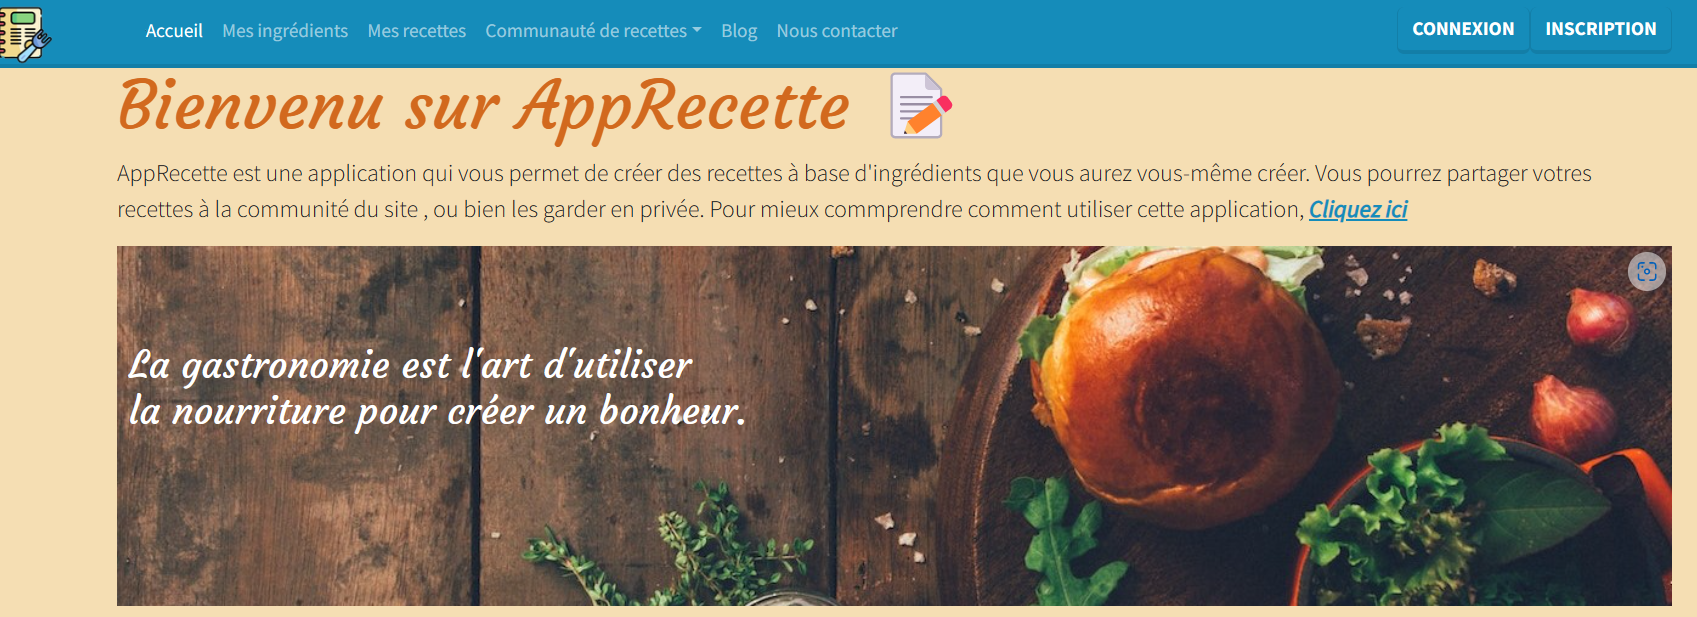 Accueil Mes ingrédients Mes recettes Communauté de recettes Blog Nous contacter CONNEXION INSCRIPTION
Bienvenu sur AppRecette
AppRecette est une application qui vous permet de créer des recettes à base d'ingrédients que vous aurez vous-même créer. Vous pourrez partager votres
recettes à la communité du site , ou bien les garder en privée. Pour mieux commprendre comment utiliser cette application, Cliquez ici
La gastronomie est l'art d'utiliser
la nourriture pour créer un bonheur.